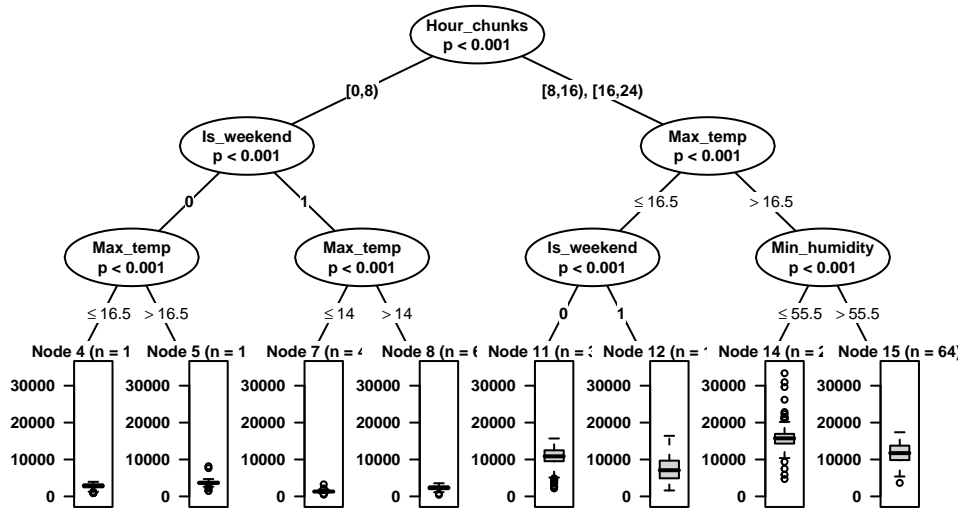 Hour_chunks
p < 0.001
[0,8)
[8,16), [16,24)
Is_weekend
p < 0.001
Max_temp
p < 0.001
0
1
≤ 16.5
> 16.5
Max_temp
p < 0.001
Max_temp
p < 0.001
Is_weekend
p < 0.001
Min_humidity
p < 0.001
≤ 16.5
> 16.5
≤ 14
> 14
0
1
≤ 55.5
> 55.5
Node 4 (n = 1
Node 5 (n = 1
Node 7 (n =
Node 8 (n =
Node 11 (n =
Node 12 (n =
Node 14 (n =
Node 15 (n = 64)
30000 30000 30000 30000 30000 30000 30000 30000
20000 20000 20000 20000 20000 20000 20000 20000
10000 10000 10000 10000 10000 10000 10000 10000
0 0 0 0 0 0 0 0